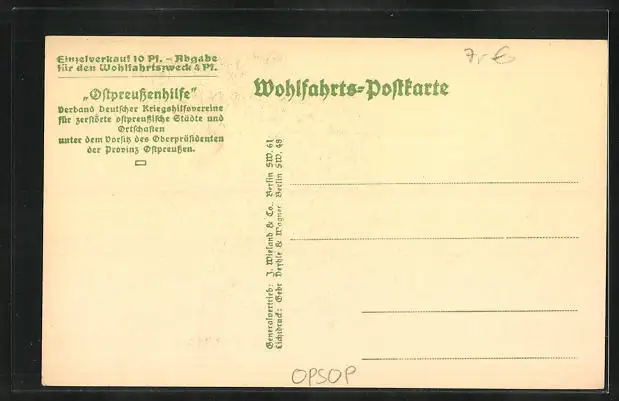 Einzelverkauf 10 Pf. – Abgabe
für den Wohlfahrtszweck 4 Pf.
„Ostpreußenhilfe"
Verband Deutscher Kriegshilfsvereine
für zerstörte ostpreußische Städte und
Ortschaften
unter dem Vorsitz des Oberpräsidenten
der Provinz Ostpreußen.
Wohlfahrts-Postkarte
7,- €
Generalvertrieb: J. Wieland & Co. Berlin SW. 61
Lichtdruck: Gebr Deyhle & Wagner, Berlin SW. 48
OPSOP